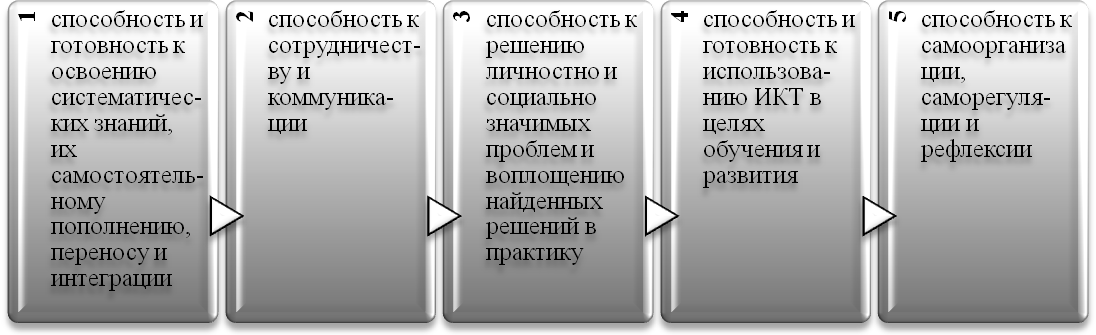 1
способность и
готовность к
освоению
систематичес-
ких знаний,
их
самостоятель-
ному
пополнению,
переносу и
интеграции
2
способность к
сотрудничест-
ву и
коммуника-
ции
3
способность к
решению
личностно и
социально
значимых
проблем и
воплощению
найденных
решений в
практику
4
способность и
готовность к
использова-
нию ИКТ в
целях
обучения и
развития
5
способность к
самоорганиза
ции,
саморегуля-
ции и
рефлексии